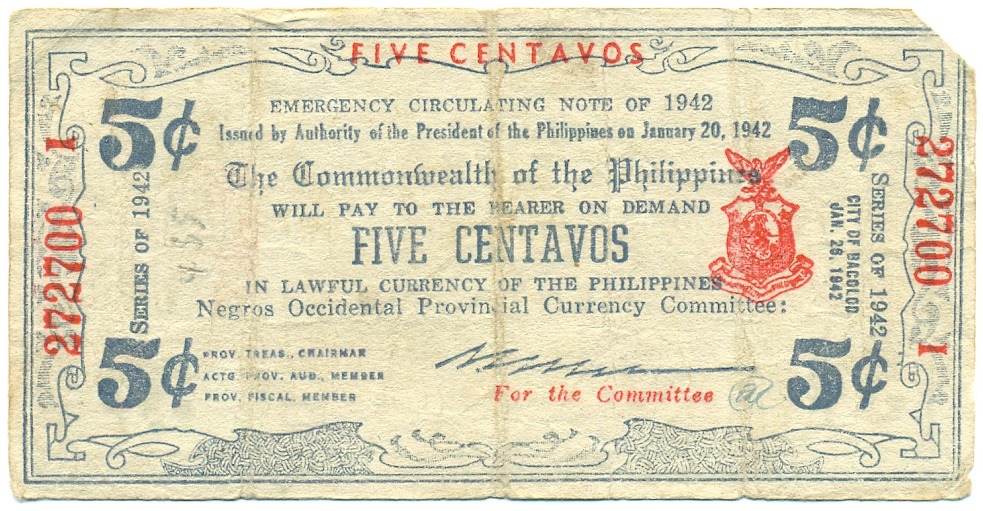 FIVE CENTAVOS
5¢ 5¢
EMERGENCY CIRCULATING NOTE OF 1942
Issued by Authority of the President of the Philippines on January 20, 1942
The Commonwealth of the Philippines
WILL PAY TO THE BEARER ON DEMAND
FIVE CENTAVOS
IN LAWFUL CURRENCY OF THE PHILIPPINES
Negros Occidental Provincial Currency Committee:
272700 I
SERIES OF 1942
485
CITY OF BACOLOD
JAN. 26, 1942
SERIES OF 1942
272700 I
5¢ 5¢
PROV. TREAS., CHAIRMAN
ACTG. PROV. AUD., MEMBER
PROV. FISCAL, MEMBER
For the Committee